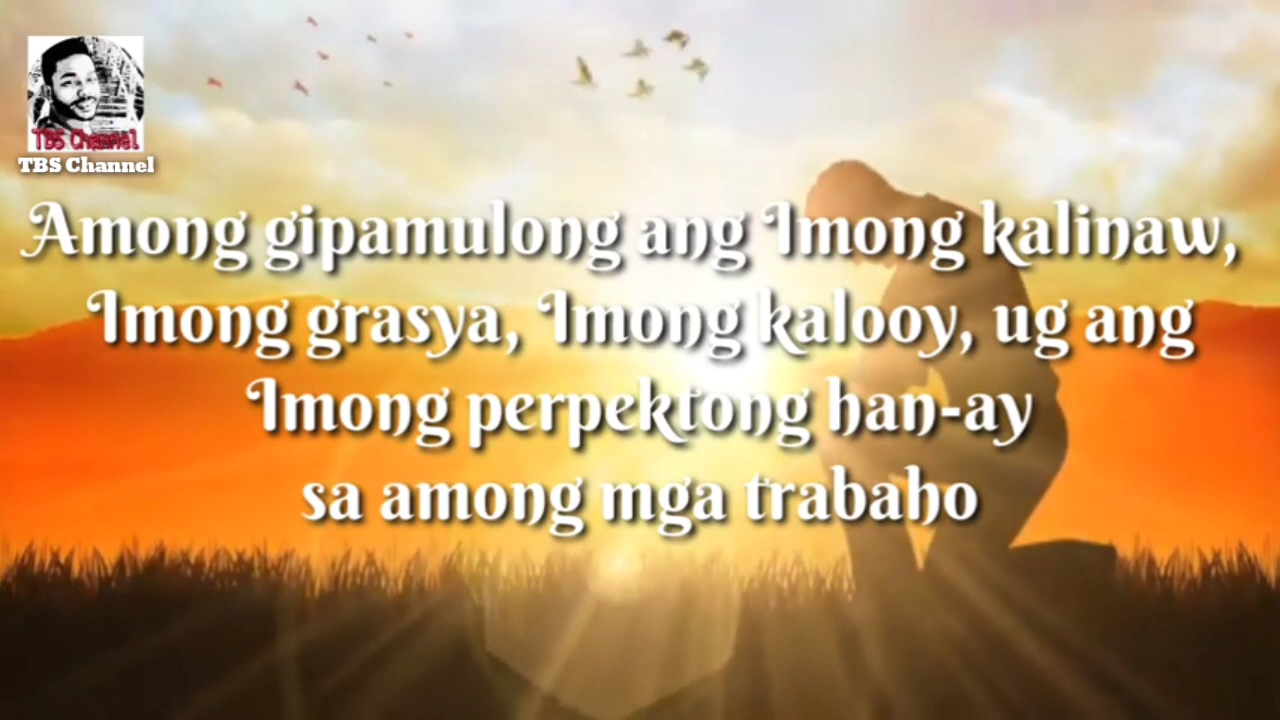 TBS Channel
TBS Channel
Among gipamulong ang Imong kalinaw,
Imong grasya, Imong kalooy, ug ang
Imong perpektong han-ay
sa among mga trabaho